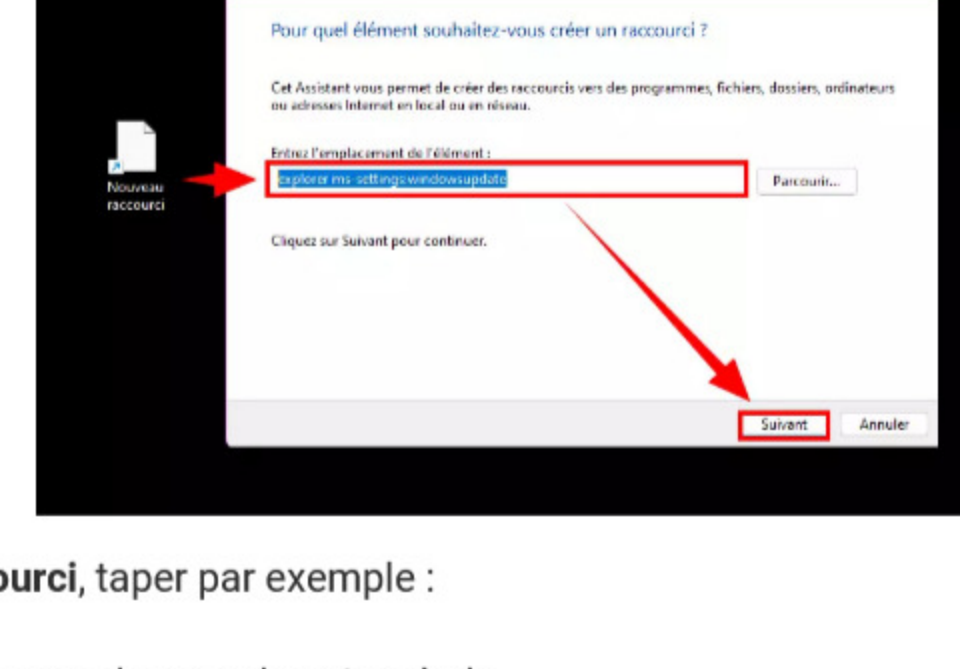 Pour quel élément souhaitez-vous créer un raccourci ?
Cet Assistant vous permet de créer des raccourcis vers des programmes, fichiers, dossiers, ordinateurs
ou adresses Internet en local ou en réseau.
Entrez l'emplacement de l'élément :
explorer ms-settings:windowsupdate
Parcourir...
Nouveau
raccourci
Cliquez sur Suivant pour continuer.
Suivant
Annuler
ourci, taper par exemple :